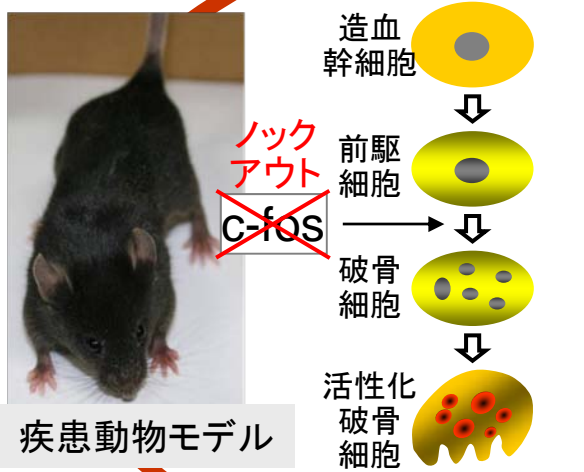 造血
幹細胞
ノック
アウト
前駆
細胞
c-fos
破骨
細胞
活性化
破骨
細胞
疾患動物モデル